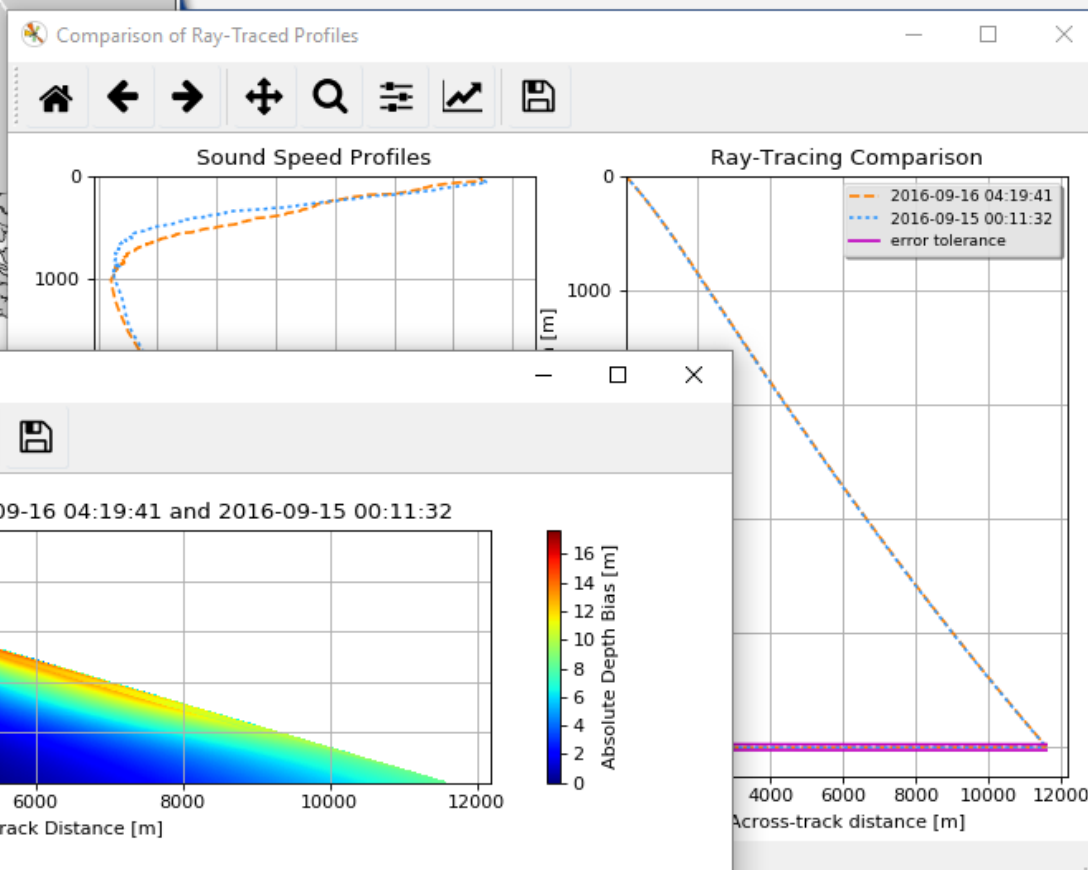 Comparison of Ray-Traced Profiles
Sound Speed Profiles
0
1000
Ray-Tracing Comparison
0
1000
[m]
2016-09-16 04:19:41
2016-09-15 00:11:32
error tolerance
4000 6000 8000 10000 12000
Across-track distance [m]
09-16 04:19:41 and 2016-09-15 00:11:32
6000 8000 10000 12000
rack Distance [m]
16
14
12
10
8
6
4
2
0
Absolute Depth Bias [m]